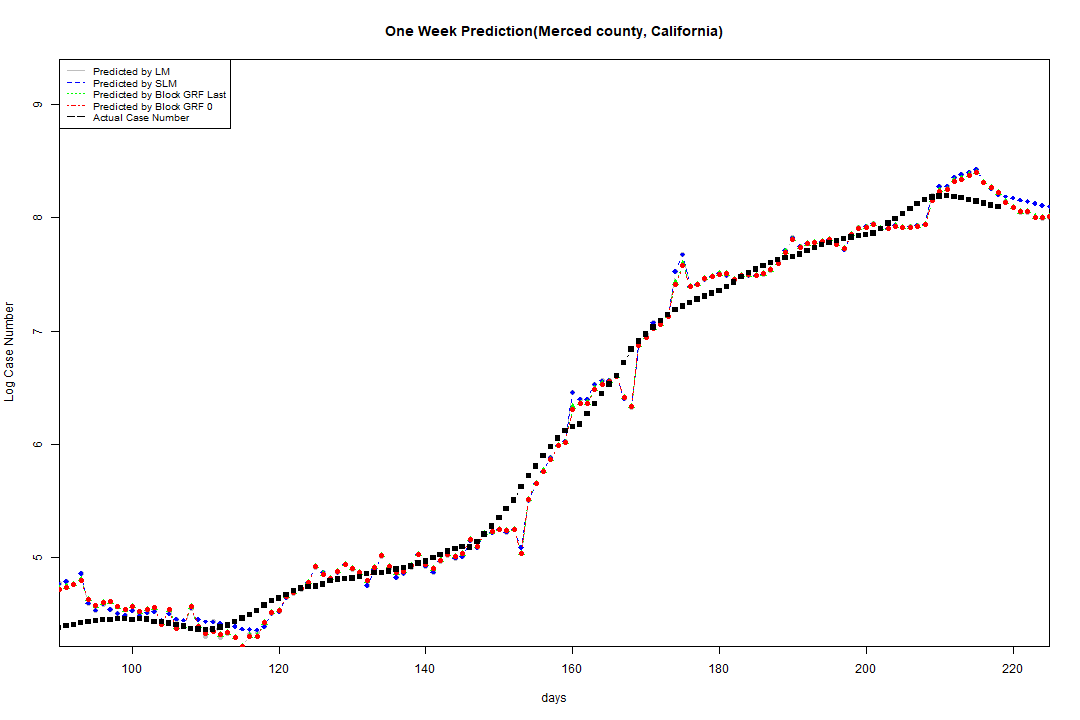 One Week Prediction(Merced county, California)
Predicted by LM
Predicted by SLM
Predicted by Block GRF Last
Predicted by Block GRF 0
Actual Case Number
9
8
7
6
5
Log Case Number
100 120 140 160 180 200 220
days